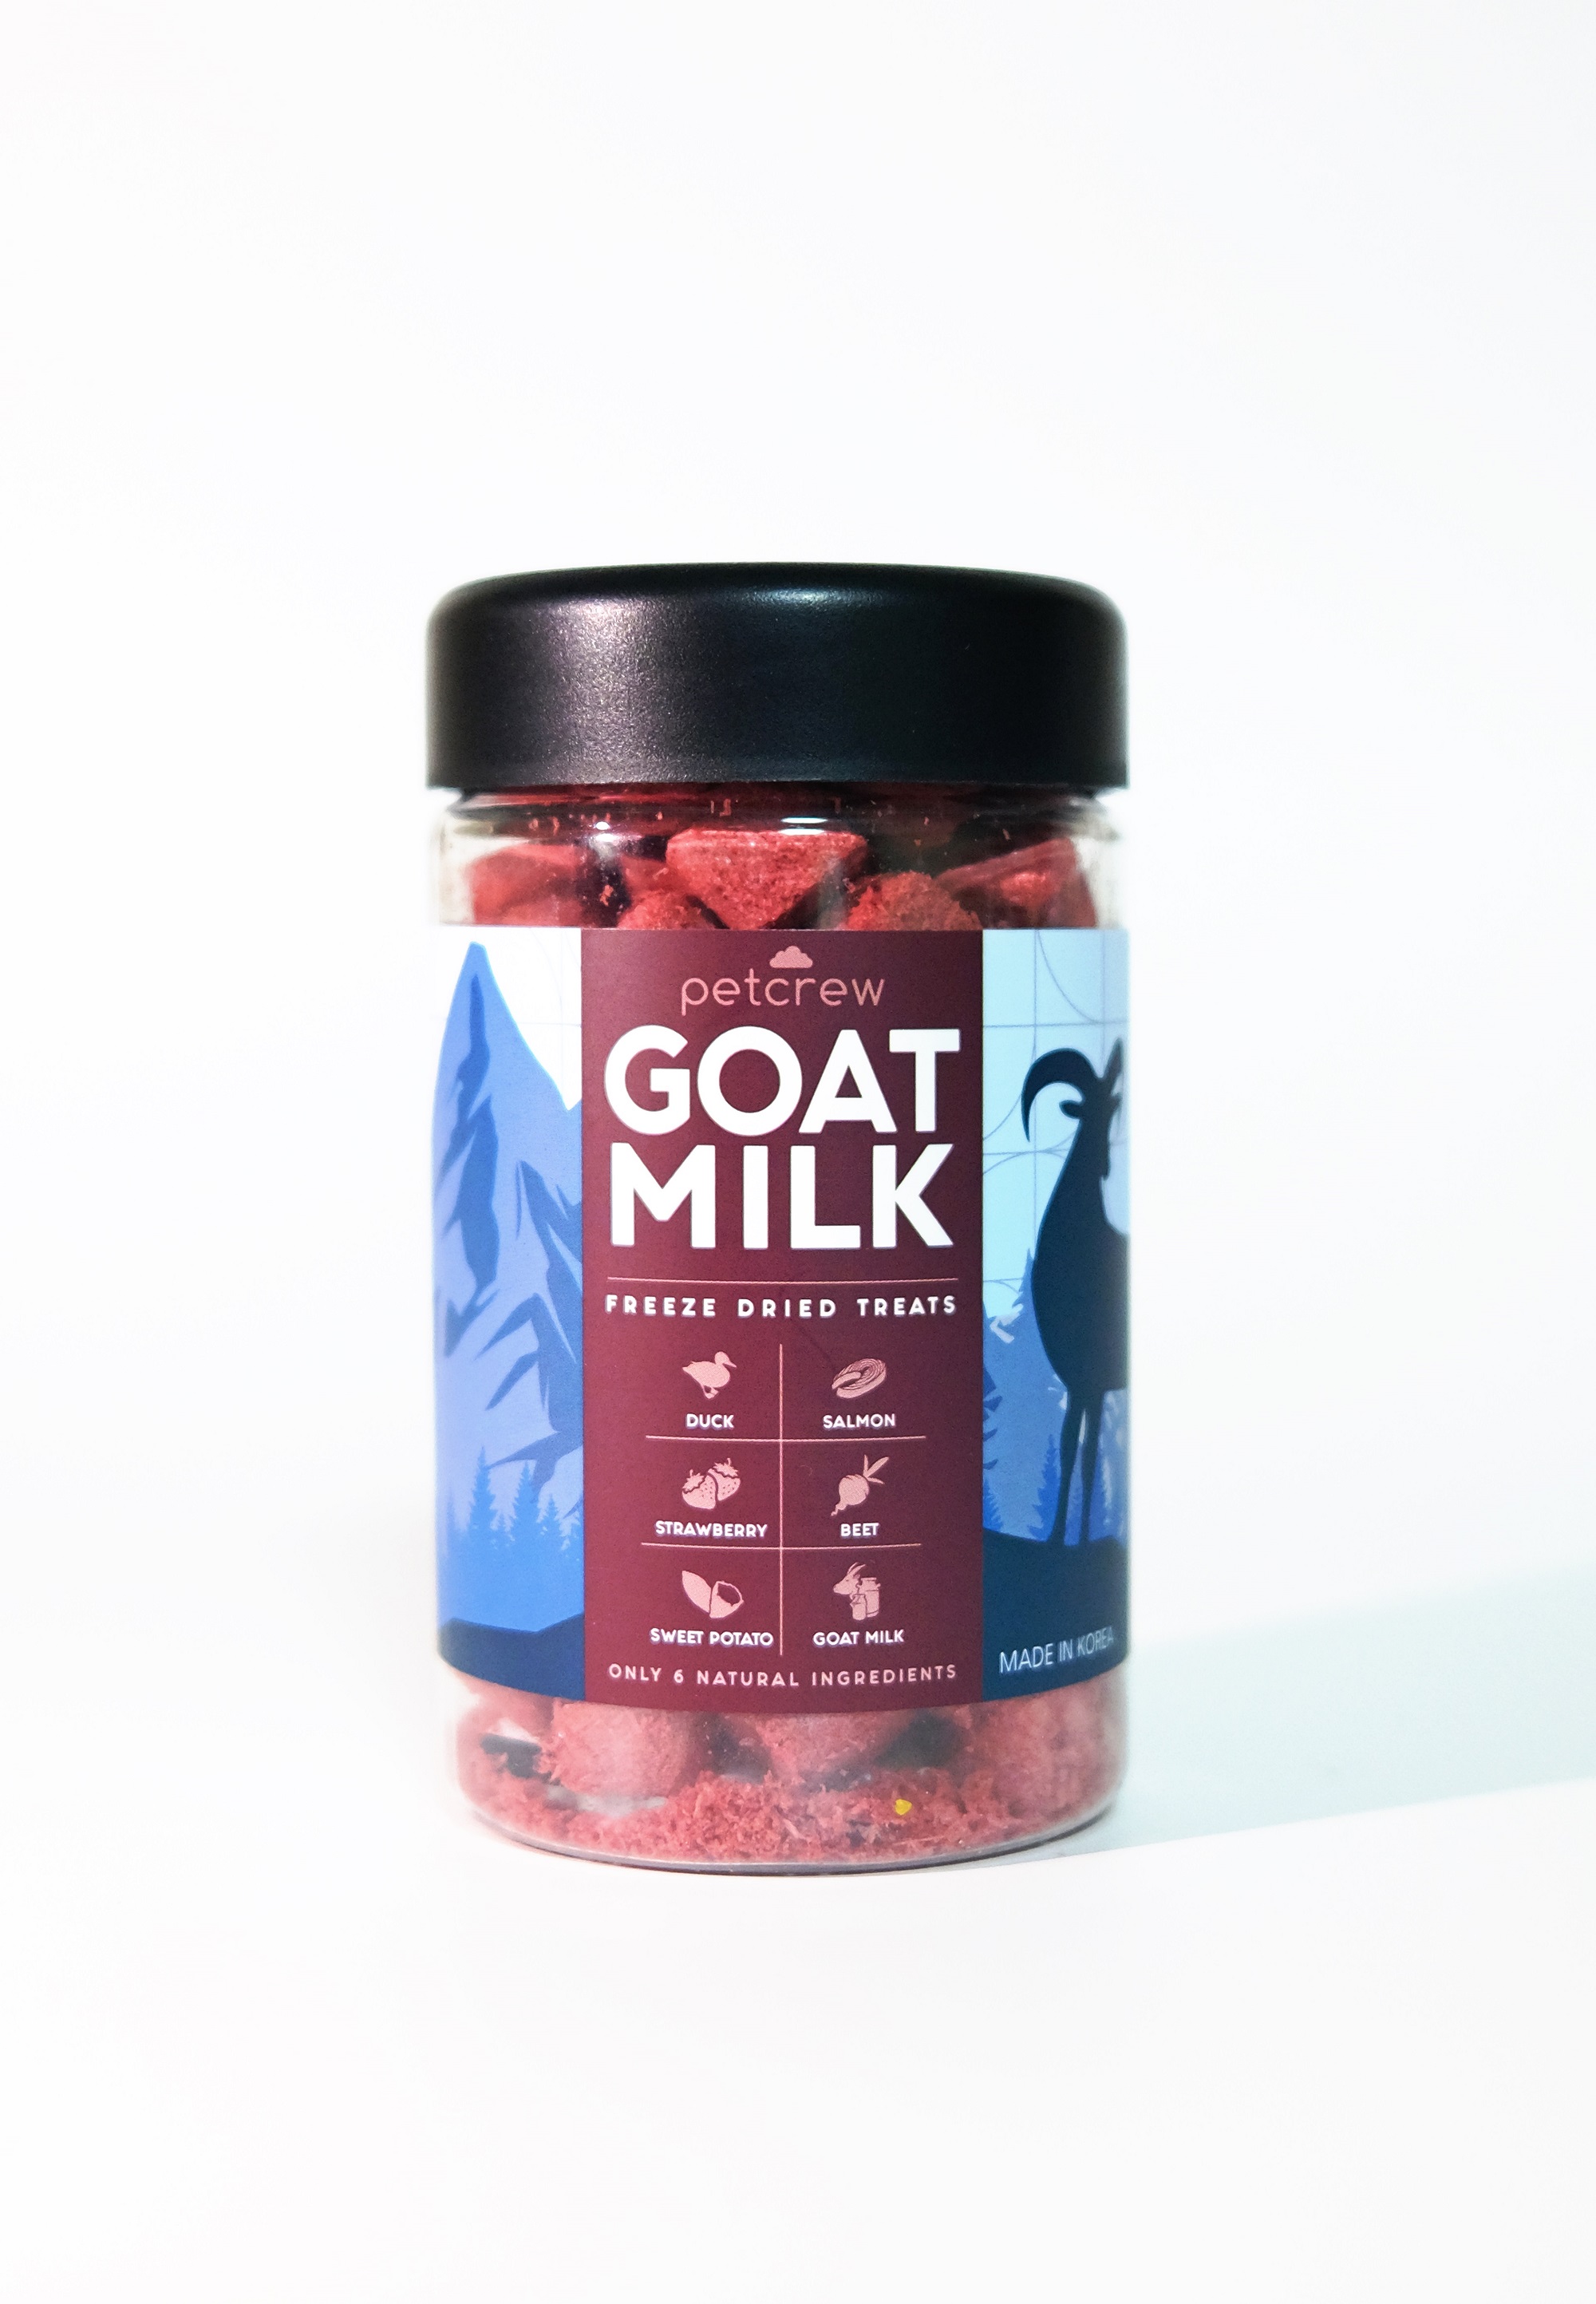 petcrew
GOAT
MILK
FREEZE DRIED TREATS
DUCK
SALMON
STRAWBERRY
BEET
SWEET POTATO
GOAT MILK
ONLY 6 NATURAL INGREDIENTS
MADE IN KOREA